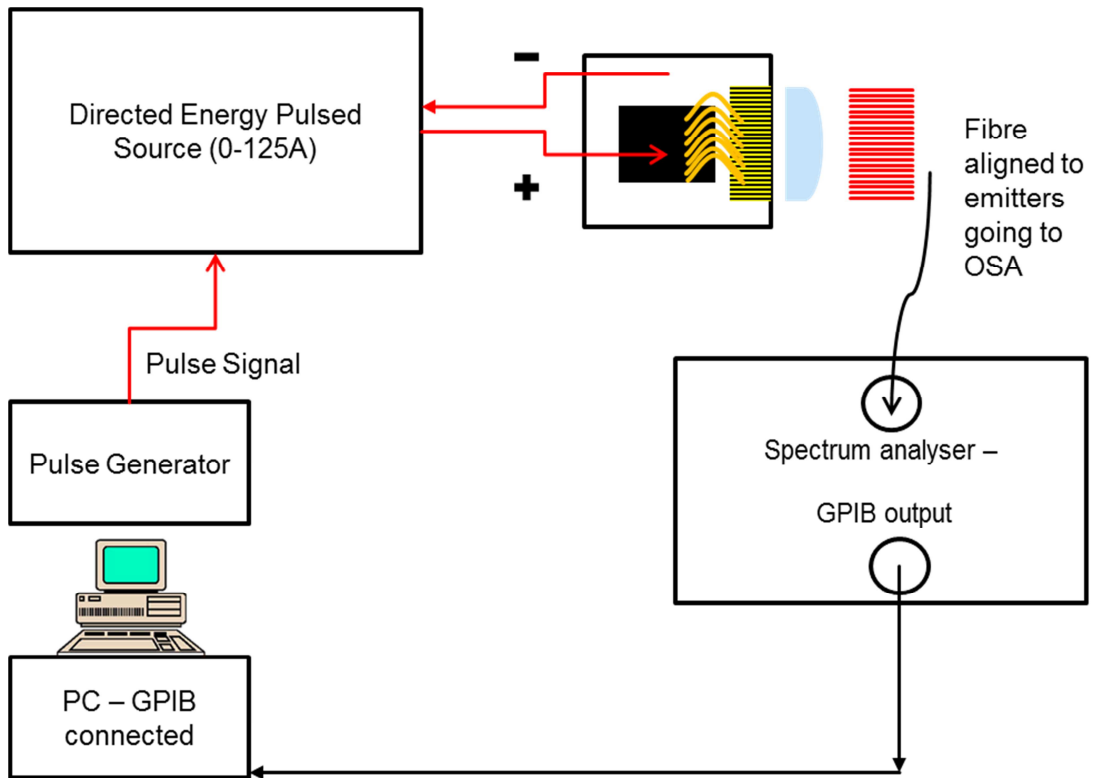 Directed Energy Pulsed
Source (0-125A)
–
+
Fibre
aligned to
emitters
going to
OSA
Pulse Signal
Pulse Generator
Spectrum analyser –
GPIB output
PC – GPIB
connected